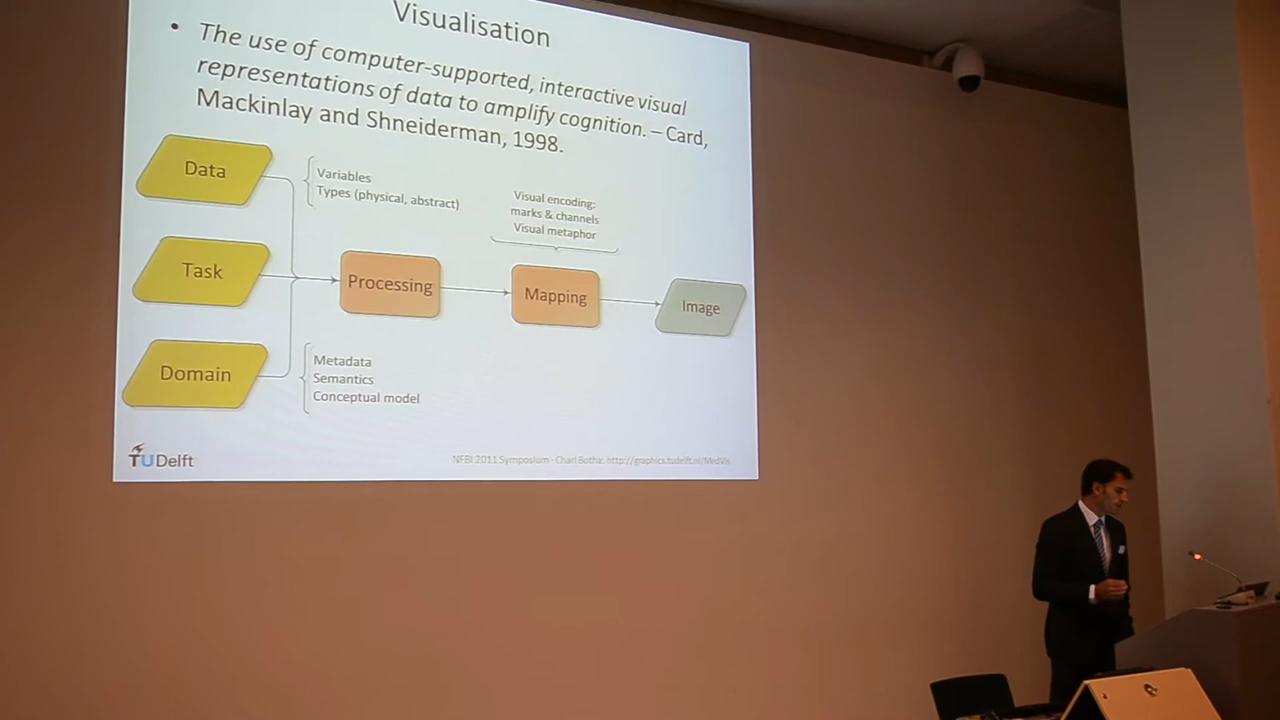 Visualisation
• The use of computer-supported, interactive visual
representations of data to amplify cognition. – Card,
Mackinlay and Shneiderman, 1998.
Data
Variables
Types (physical, abstract)
Visual encoding:
marks & channels
Visual metaphor
Task
Processing
Mapping
Image
Domain
Metadata
Semantics
Conceptual model
TUDelft
NFBI 2011 Symposium - Charl Botha: http://graphics.tudelft.nl/MedVis